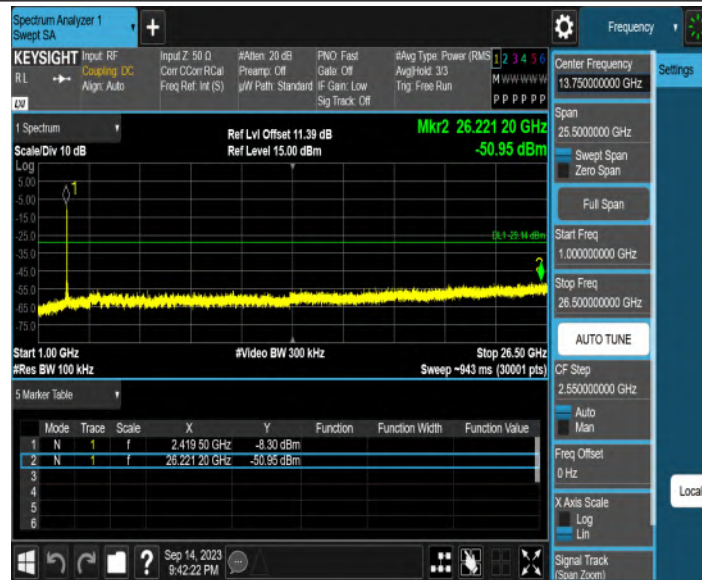 Spectrum Analyzer 1
Swept SA
+
Frequency
KEYSIGHT
R L
LXI
Input: RF
Coupling: DC
Align: Auto
Input Z: 50 Ω
Corr CCorr RCal
Freq Ref: Int (S)
#Atten: 20 dB
Preamp: Off
µW Path: Standard
PNO: Fast
Gate: Off
IF Gain: Low
Sig Track: Off
#Avg Type: Power (RMS
Avg|Hold: 3/3
Trig: Free Run
1 2 3 4 5 6
M W W W W W
P P P P P P
1 Spectrum
Scale/Div 10 dB
Ref Lvl Offset 11.39 dB
Ref Level 15.00 dBm
Mkr2 26.221 20 GHz
-50.95 dBm
Log
5.00
-5.00
-15.0
-25.0
-35.0
-45.0
-55.0
-65.0
-75.0
1
DL1 -25.14 dBm
2
Start 1.00 GHz
#Res BW 100 kHz
#Video BW 300 kHz
Stop 26.50 GHz
Sweep ~943 ms (30001 pts)
5 Marker Table
Mode Trace Scale X Y Function Function Width Function Value
1 N 1 f 2.419 50 GHz -8.30 dBm
2 N 1 f 26.221 20 GHz -50.95 dBm
3
4
5
6
?
Sep 14, 2023
9:42:22 PM
Center Frequency
13.750000000 GHz
Settings
Span
25.5000000 GHz
Swept Span
Zero Span
Full Span
Start Freq
1.000000000 GHz
Stop Freq
26.500000000 GHz
AUTO TUNE
CF Step
2.550000000 GHz
Auto
Man
Freq Offset
0 Hz
X Axis Scale
Log
Lin
Local
Signal Track
(Span Zoom)